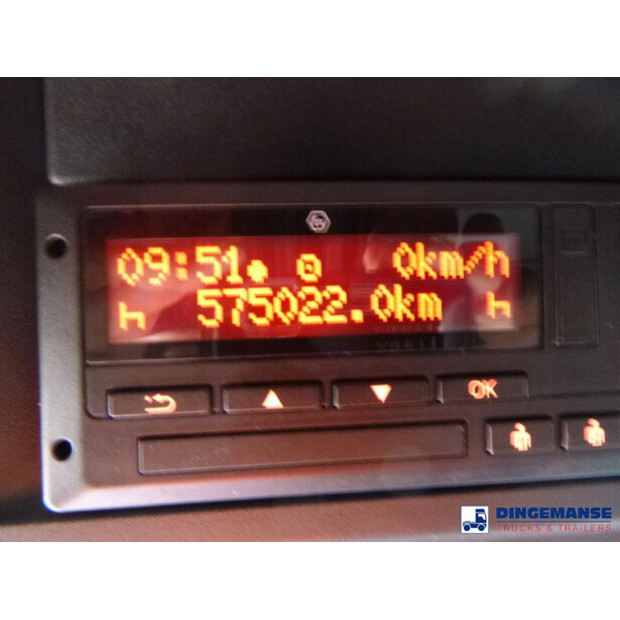 09:51 0km/h
575022.0km
OK
DINGEMANSE
TRUCKS & TRAILERS